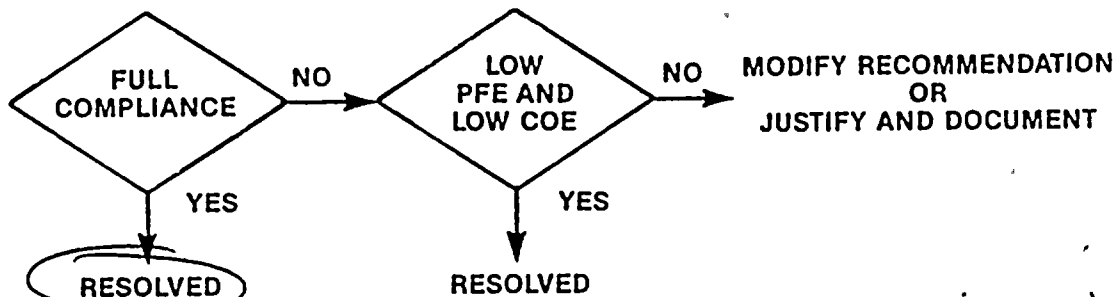 FULL
COMPLIANCE
NO
LOW
PFE AND
LOW COE
NO
MODIFY RECOMMENDATION
OR
JUSTIFY AND DOCUMENT
YES
YES
RESOLVED
RESOLVED